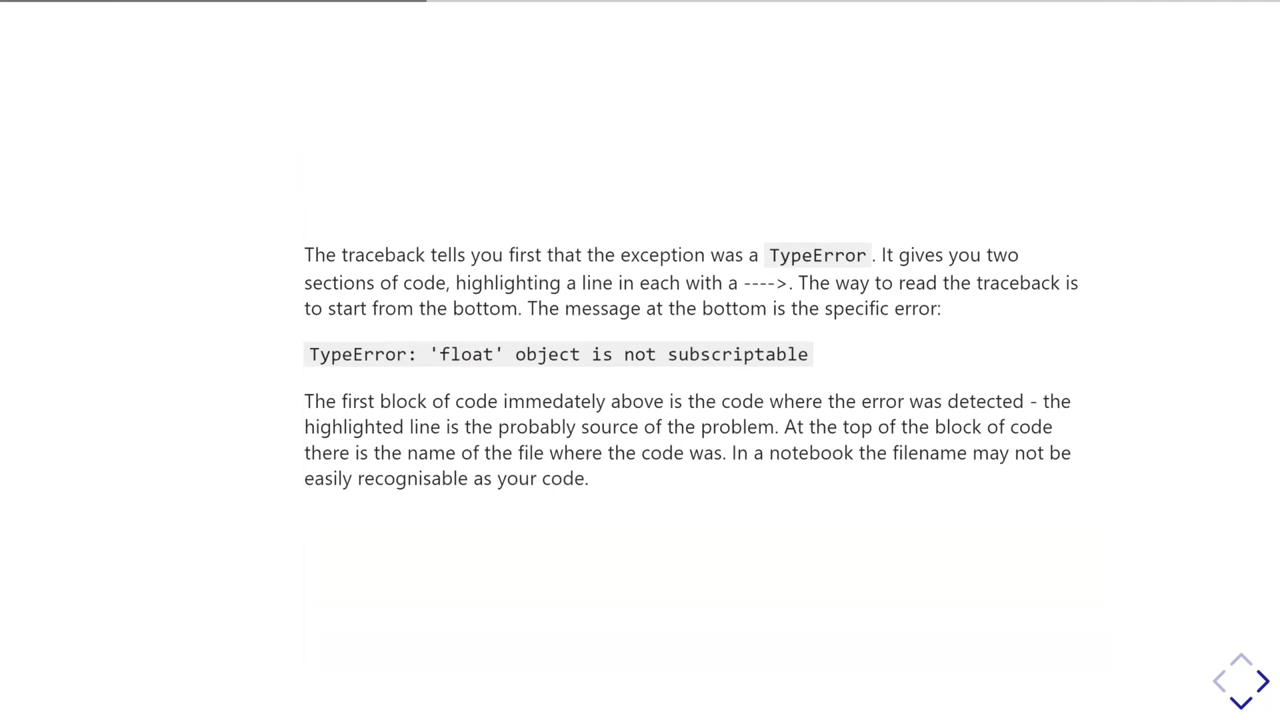 The traceback tells you first that the exception was a TypeError. It gives you two
sections of code, highlighting a line in each with a ---->. The way to read the traceback is
to start from the bottom. The message at the bottom is the specific error:
TypeError: 'float' object is not subscriptable
The first block of code immedately above is the code where the error was detected - the
highlighted line is the probably source of the problem. At the top of the block of code
there is the name of the file where the code was. In a notebook the filename may not be
easily recognisable as your code.